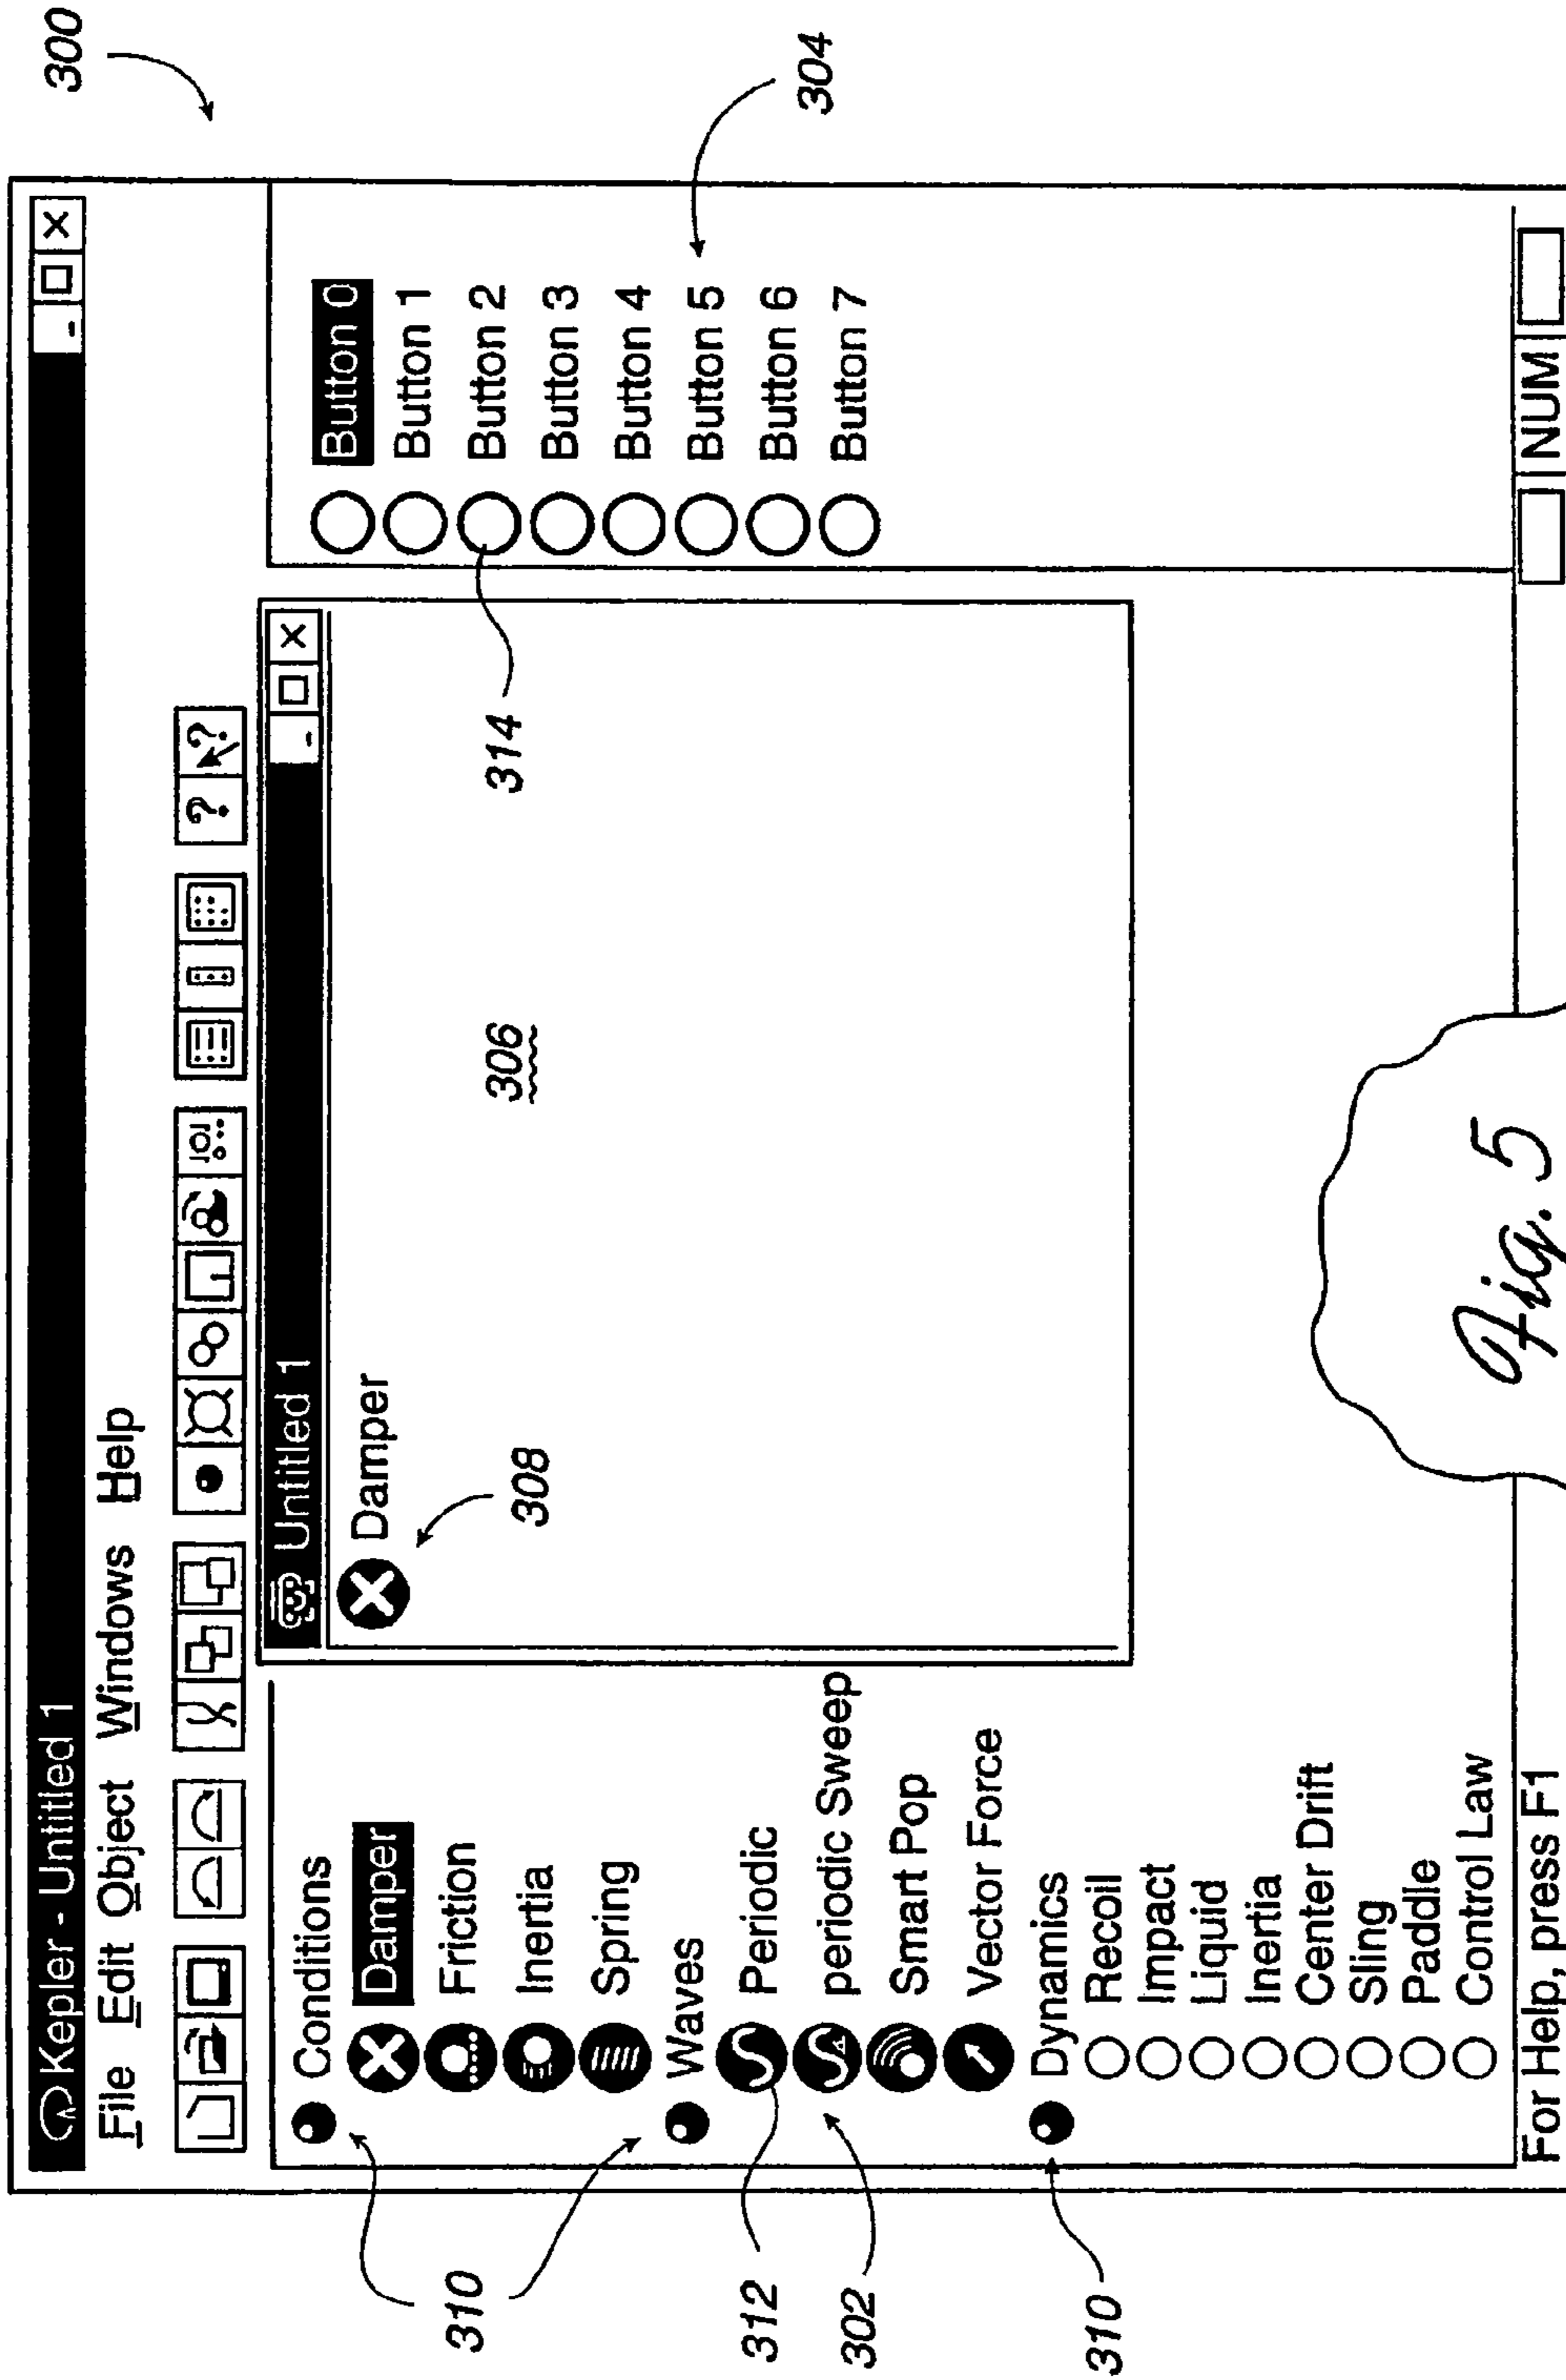 300
Kepler - Untitled 1
File Edit Object Windows Help
? ?
Conditions
Damper
Friction
Inertia
Spring
Waves
Periodic
periodic Sweep
Smart Pop
Vector Force
Dynamics
Recoil
Impact
Liquid
Inertia
Center Drift
Sling
Paddle
Control Law
310
312
302
310
Untitled 1
Damper
308
306
314
Button 0
Button 1
Button 2
Button 3
Button 4
Button 5
Button 6
Button 7
304
For Help, press F1
NUM
Fig. 5